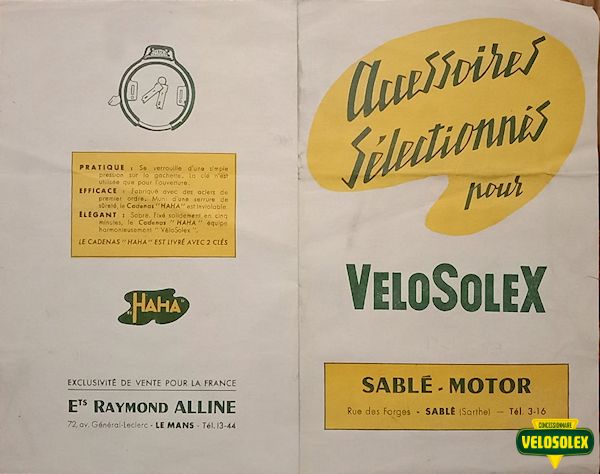 PRATIQUE : Se verrouille d'une simple
pression sur la gachette. La clé n'est
utilisée que pour l'ouverture.
EFFICACE : Fabriqué avec des aciers de
premier ordre. Muni d'une serrure de
sûreté, le Cadenas "HAHA" est inviolable
ÉLÉGANT : Sobre. Fixé solidement en cinq
minutes, le Cadenas "HAHA" équipe
harmonieusement "VéloSolex".
LE CADENAS "HAHA" EST LIVRÉ AVEC 2 CLÉS
HAHA
EXCLUSIVITÉ DE VENTE POUR LA FRANCE
ETS RAYMOND ALLINE
72, av. Général-Leclerc - LE MANS - Tél. 13-44
Accessoires
Sélectionnés
pour
VELOSOLEX
SABLÉ - MOTOR
Rue des Forges - SABLÉ (Sarthe) - Tél. 3-16
CONCESSIONNAIRE
VELOSOLEX